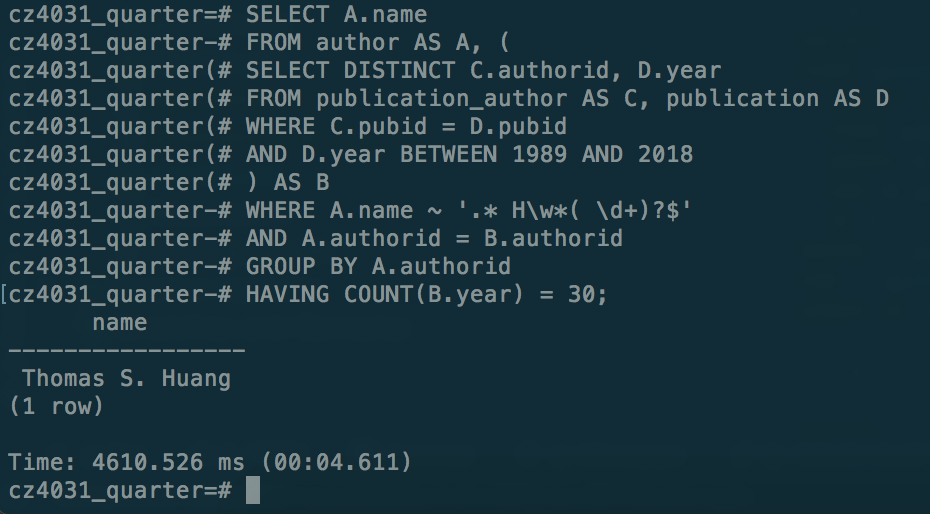 cz4031_quarter=# SELECT A.name
cz4031_quarter-# FROM author AS A, (
cz4031_quarter(# SELECT DISTINCT C.authorid, D.year
cz4031_quarter(# FROM publication_author AS C, publication AS D
cz4031_quarter(# WHERE C.pubid = D.pubid
cz4031_quarter(# AND D.year BETWEEN 1989 AND 2018
cz4031_quarter(# ) AS B
cz4031_quarter-# WHERE A.name ~ '.* H\w*( \d+)?$'
cz4031_quarter-# AND A.authorid = B.authorid
cz4031_quarter-# GROUP BY A.authorid
[cz4031_quarter-# HAVING COUNT(B.year) = 30;
name
-----------------
Thomas S. Huang
(1 row)
Time: 4610.526 ms (00:04.611)
cz4031_quarter=#